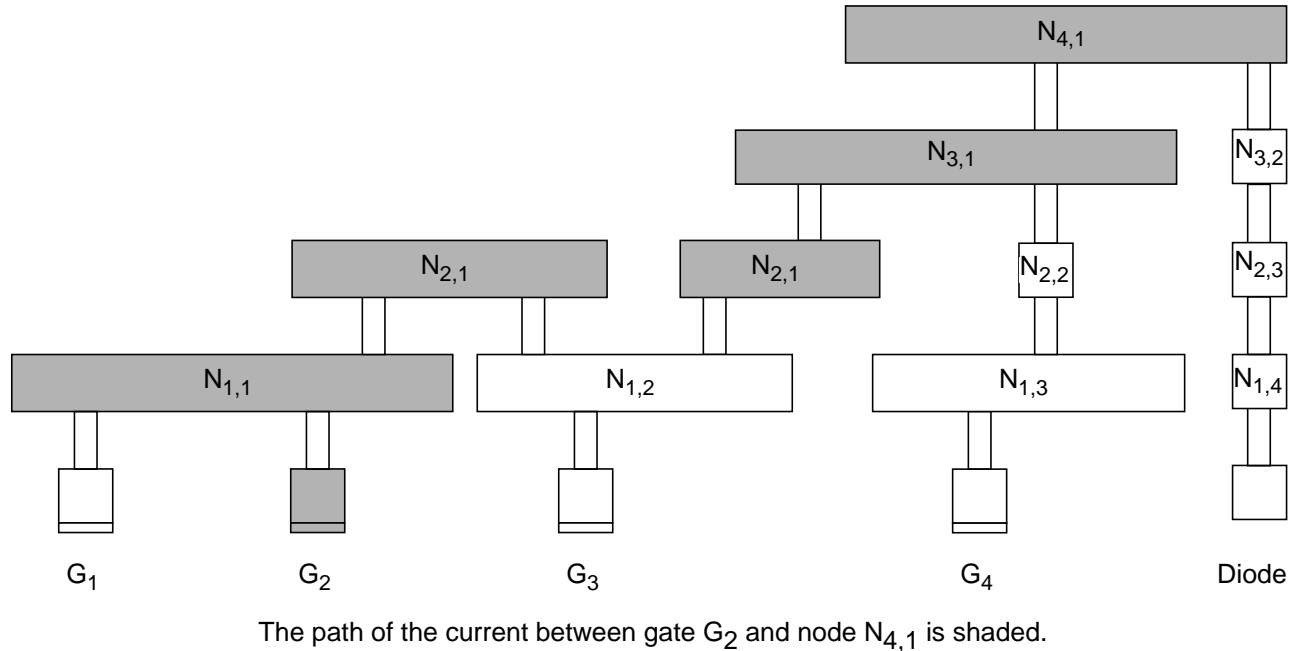 N4,1
N3,1
N3,2
N2,1
N2,1
N2,2
N2,3
N1,1
N1,2
N1,3
N1,4
G1
G2
G3
G4
Diode
The path of the current between gate G2 and node N4,1 is shaded.